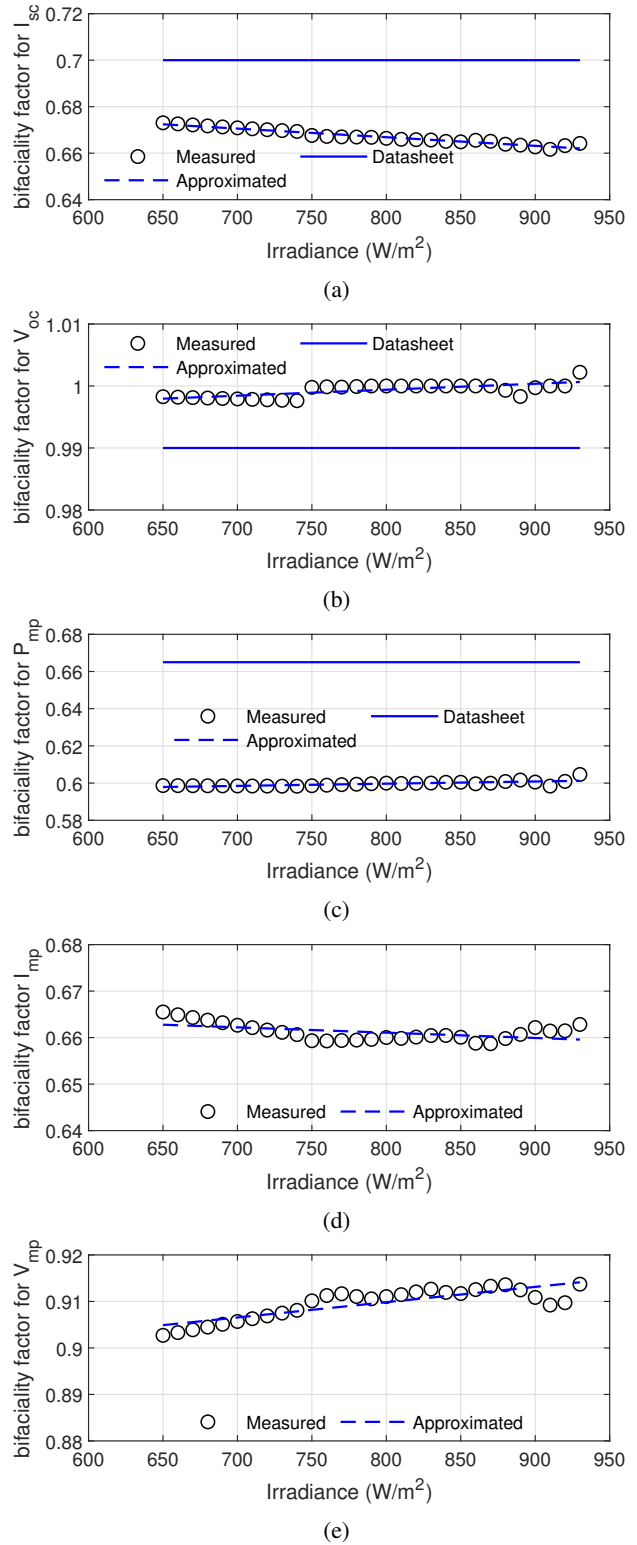 0.72
0.7
0.68
0.66
0.64
bifaciality factor for I_sc
Measured Datasheet
Approximated
600 650 700 750 800 850 900 950
Irradiance (W/m²)
(a)
1.01
1
0.99
0.98
bifaciality factor for V_oc
Measured Datasheet
Approximated
600 650 700 750 800 850 900 950
Irradiance (W/m²)
(b)
0.68
0.66
0.64
0.62
0.6
0.58
bifaciality factor for P_mp
Measured Datasheet
Approximated
600 650 700 750 800 850 900 950
Irradiance (W/m²)
(c)
0.68
0.67
0.66
0.65
0.64
bifaciality factor I_mp
Measured Approximated
600 650 700 750 800 850 900 950
Irradiance (W/m²)
(d)
0.92
0.91
0.9
0.89
0.88
bifaciality factor for V_mp
Measured Approximated
600 650 700 750 800 850 900 950
Irradiance (W/m²)
(e)